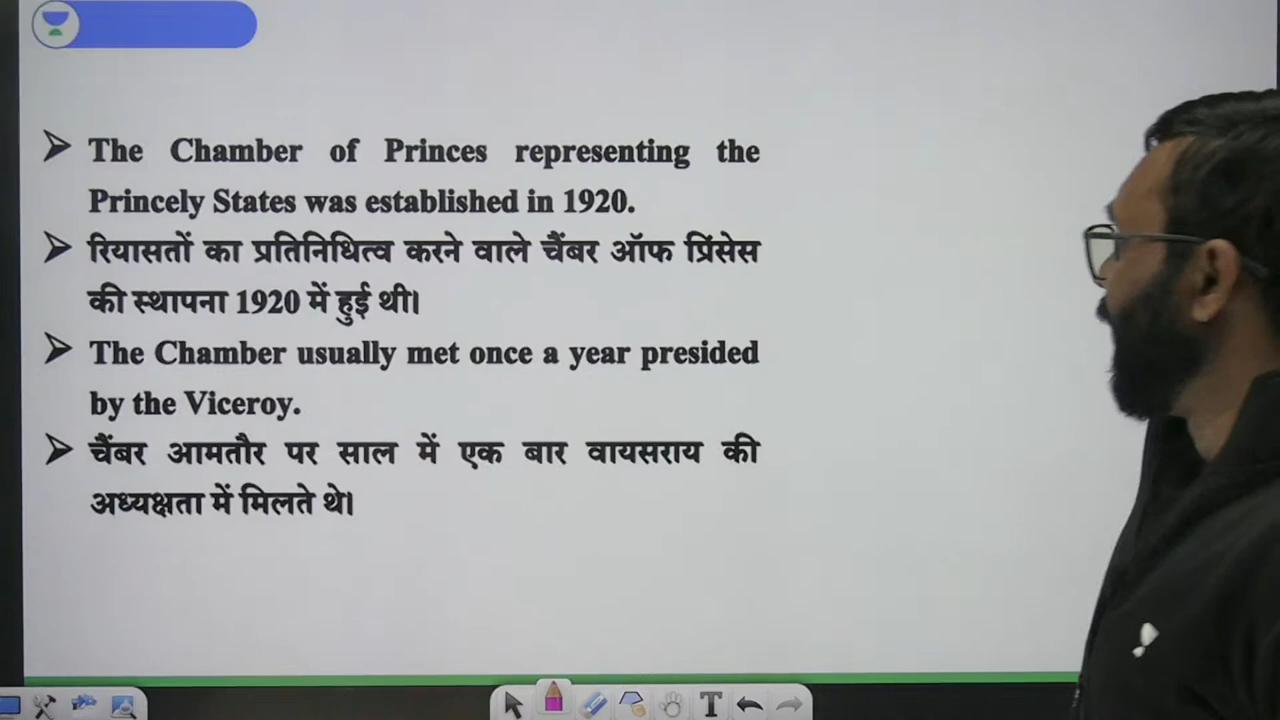 The Chamber of Princes representing the
Princely States was established in 1920.
रियासतों का प्रतिनिधित्व करने वाले चैंबर ऑफ प्रिंसेस
की स्थापना 1920 में हुई थी।
The Chamber usually met once a year presided
by the Viceroy.
चैंबर आमतौर पर साल में एक बार वायसराय की
अध्यक्षता में मिलते थे।
T